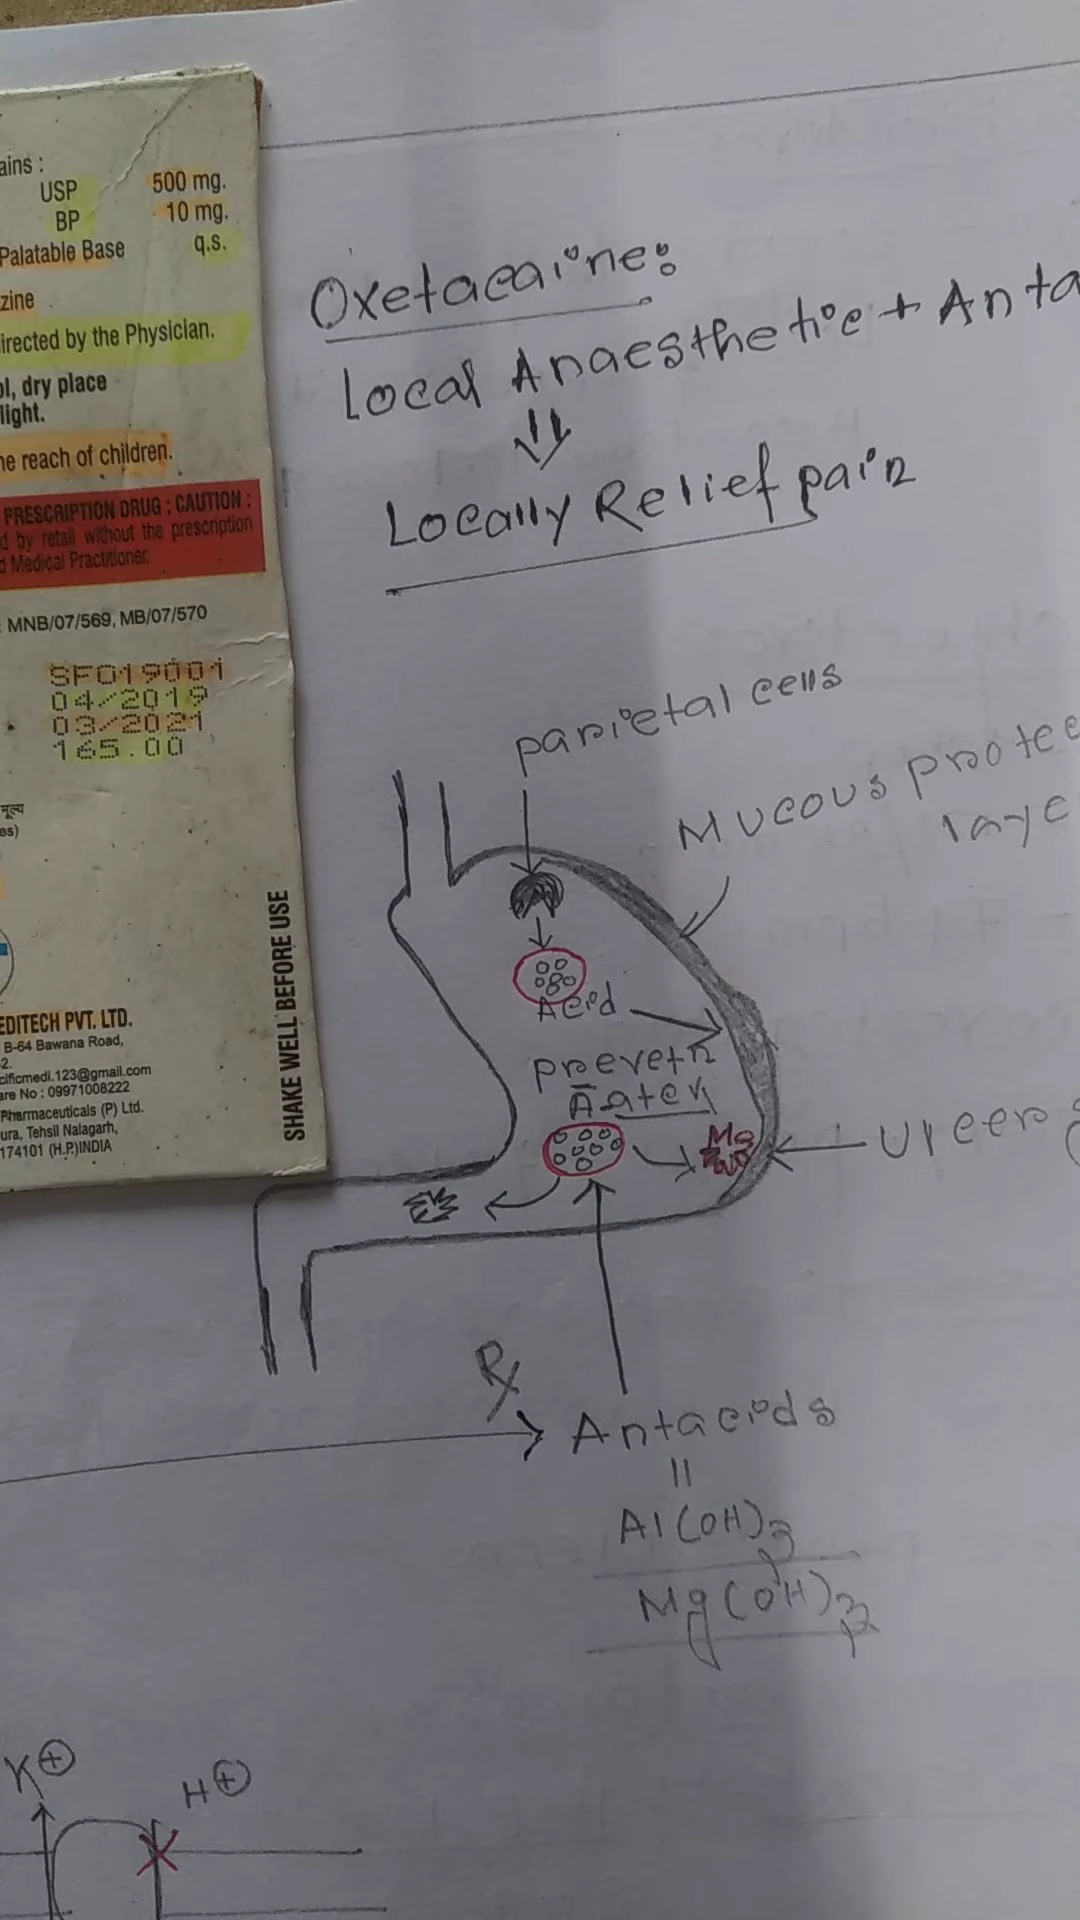 ains :
USP 500 mg.
BP 10 mg.
Palatable Base q.s.
zine
irected by the Physician.
ol, dry place
light.
he reach of children.
PRESCRIPTION DRUG : CAUTION :
d by retail without the prescription
d Medical Practitioner.
: MNB/07/569, MB/07/570
SF019001
04/2019
03/2021
165.00
मूल्य
es)
EDITECH PVT. LTD.
B-64 Bawana Road,
2.
cificmedi.123@gmail.com
are No : 09971008222
Pharmaceuticals (P) Ltd.
ura, Tehsil Nalagarh,
174101 (H.P.)INDIA
SHAKE WELL BEFORE USE
Oxetacaine:
Local Anaesthetic + Anta
Locally Relief pain
parietal cells
Mucous protec
laye
Acid
Prevetn
Ulcer
Rx
Antacids
Al(OH)3
Mg(OH)2
K+
H+